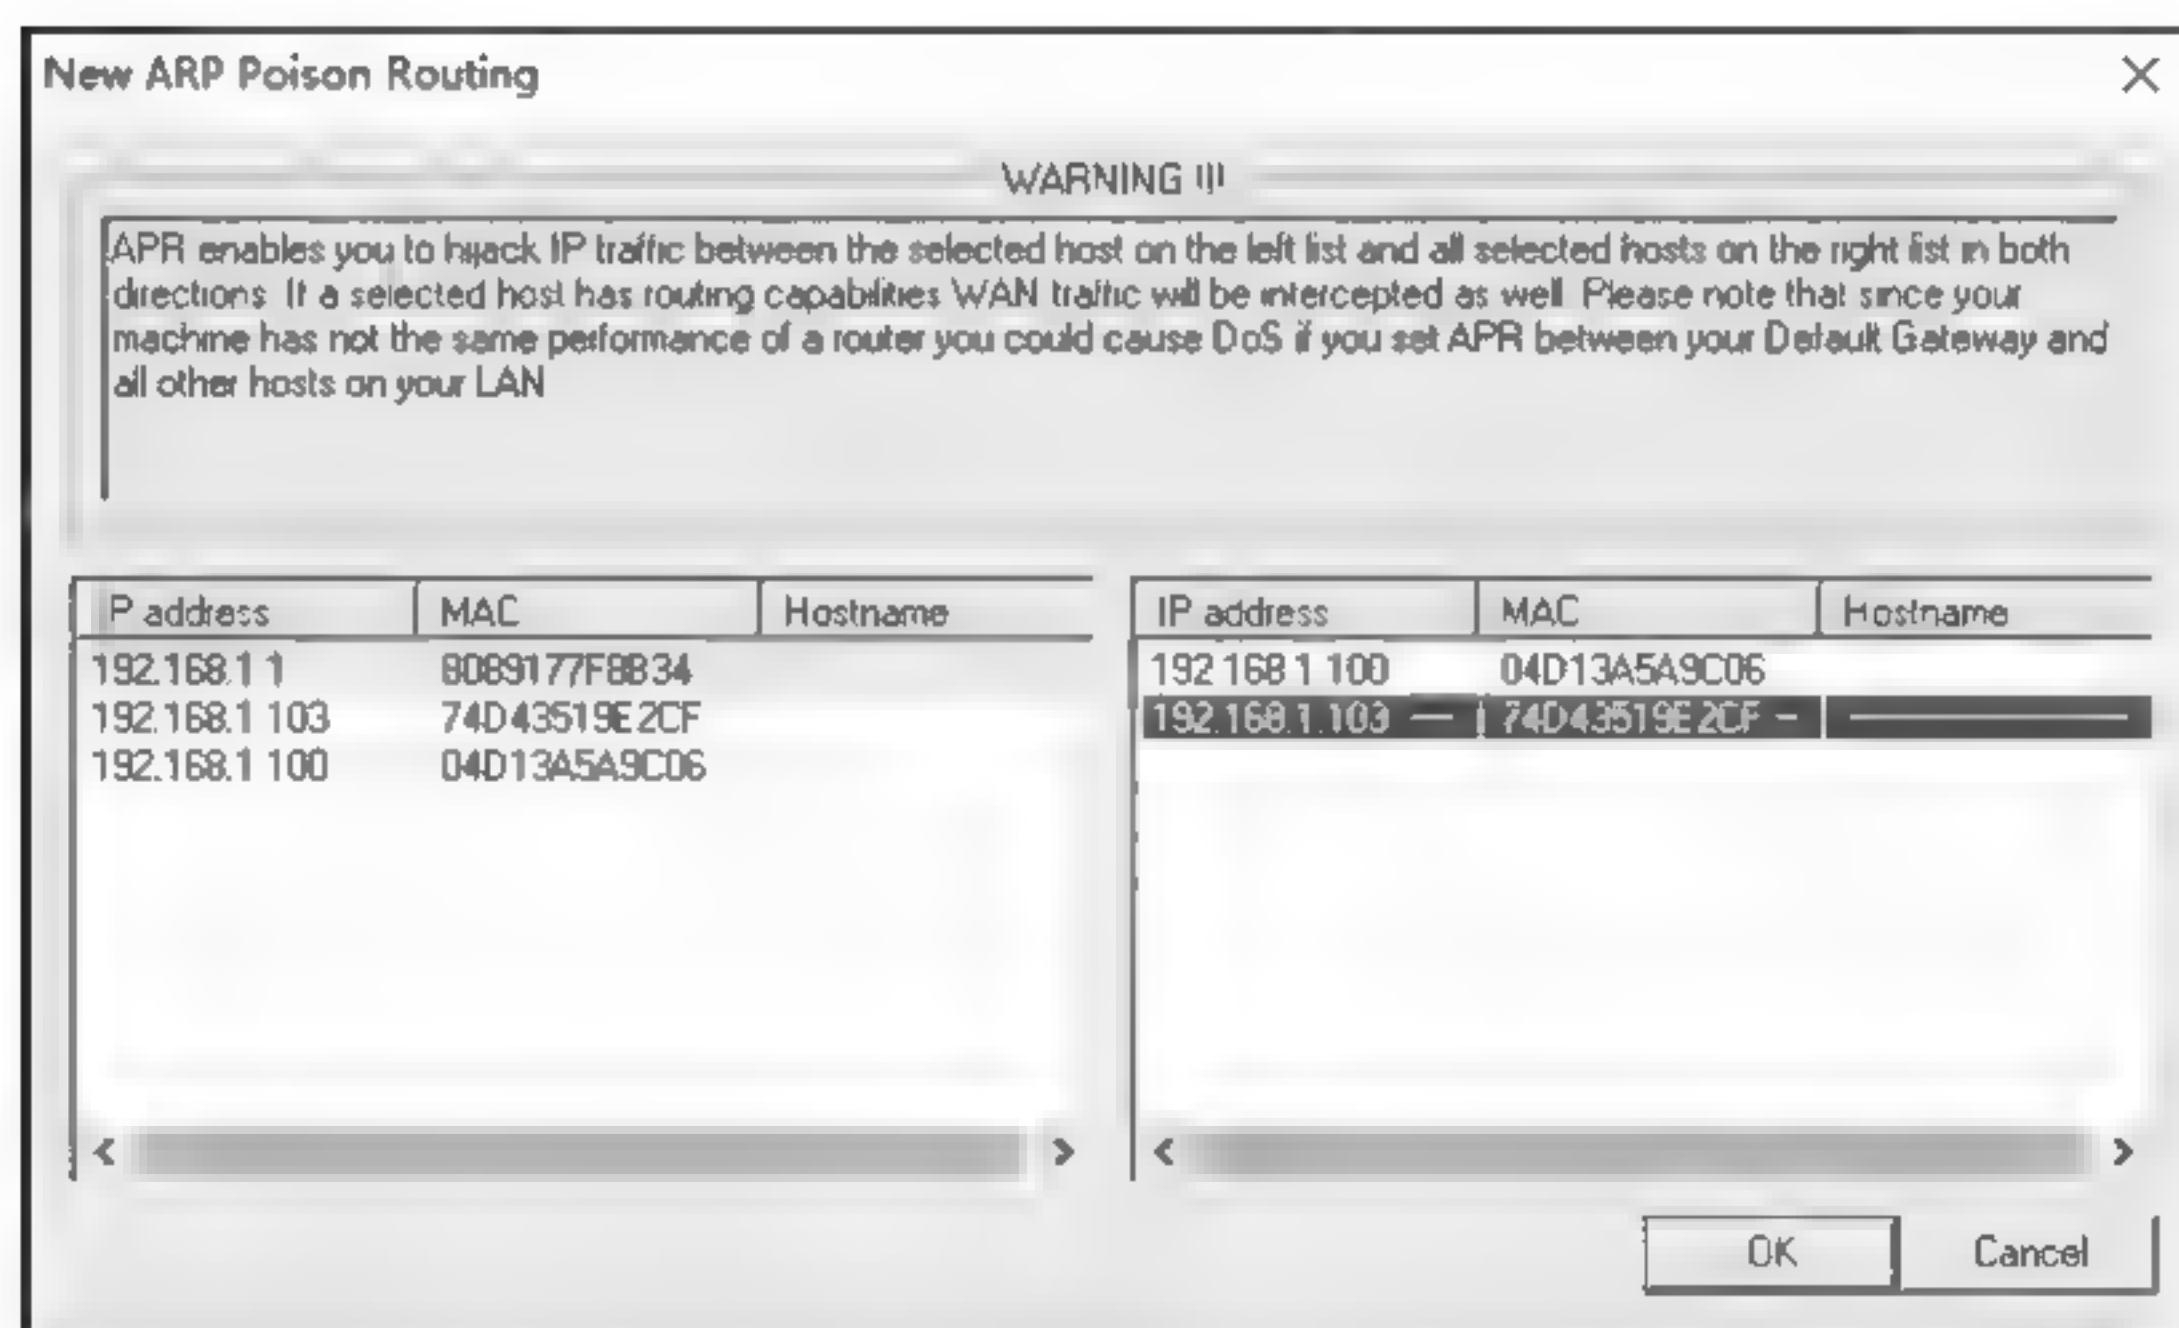 New ARP Poison Routing
WARNING !!!
APR enables you to hijack IP traffic between the selected host on the left list and all selected hosts on the right list in both
directions. If a selected host has routing capabilities WAN traffic will be intercepted as well. Please note that since your
machine has not the same performance of a router you could cause DoS if you set APR between your Default Gateway and
all other hosts on your LAN
IP address MAC Hostname
192.168.1.1 8089177F8B34
192.168.1.103 74D43519E2CF
192.168.1.100 04D13A5A9C06
IP address MAC Hostname
192.168.1.100 04D13A5A9C06
192.168.1.103 74D43519E2CF
OK Cancel